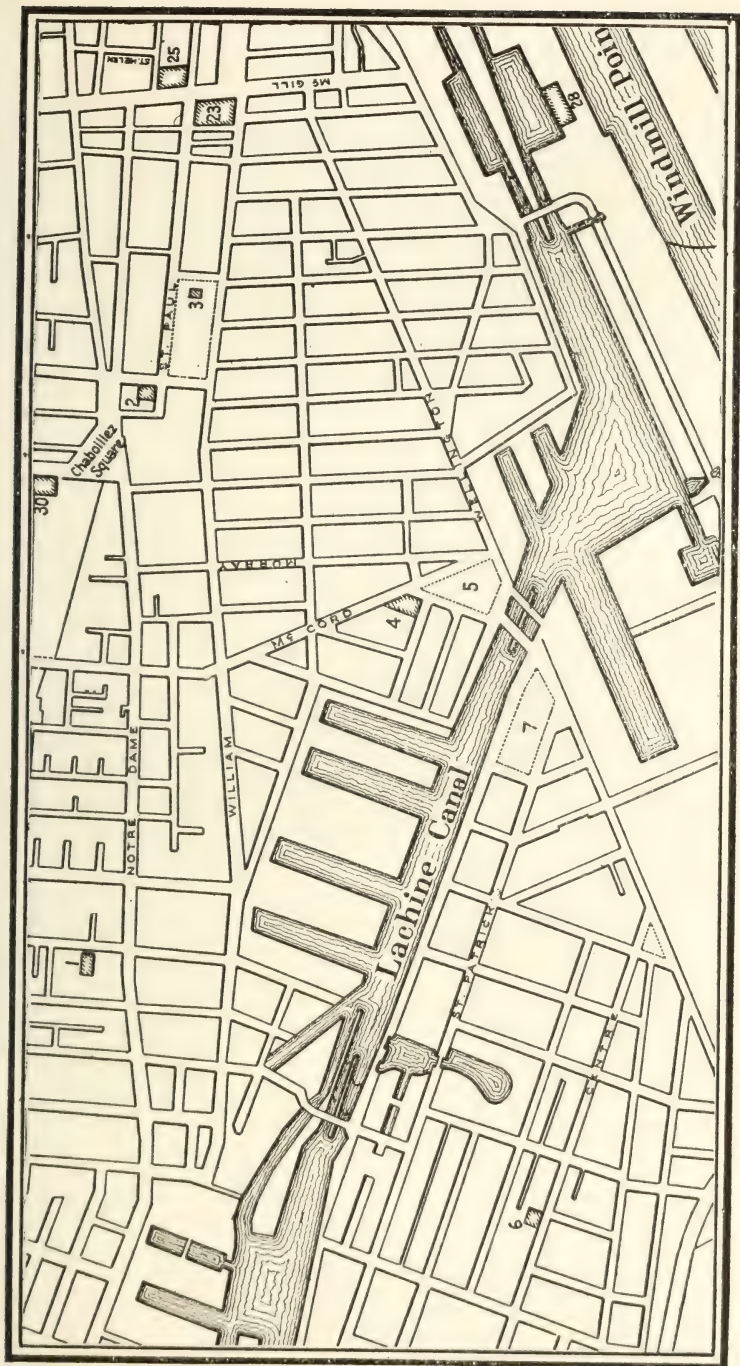 30
1
Chaboillez
Square
2
NOTRE DAME
ST. HELEN
25
ST. PAUL
3
23
WILLIAM
MURRAY
McGILL
McCORD
4
WELLINGTON
5
Lachine Canal
7
ST. PATRICK
6
CENTRE
28
Windmill Poin